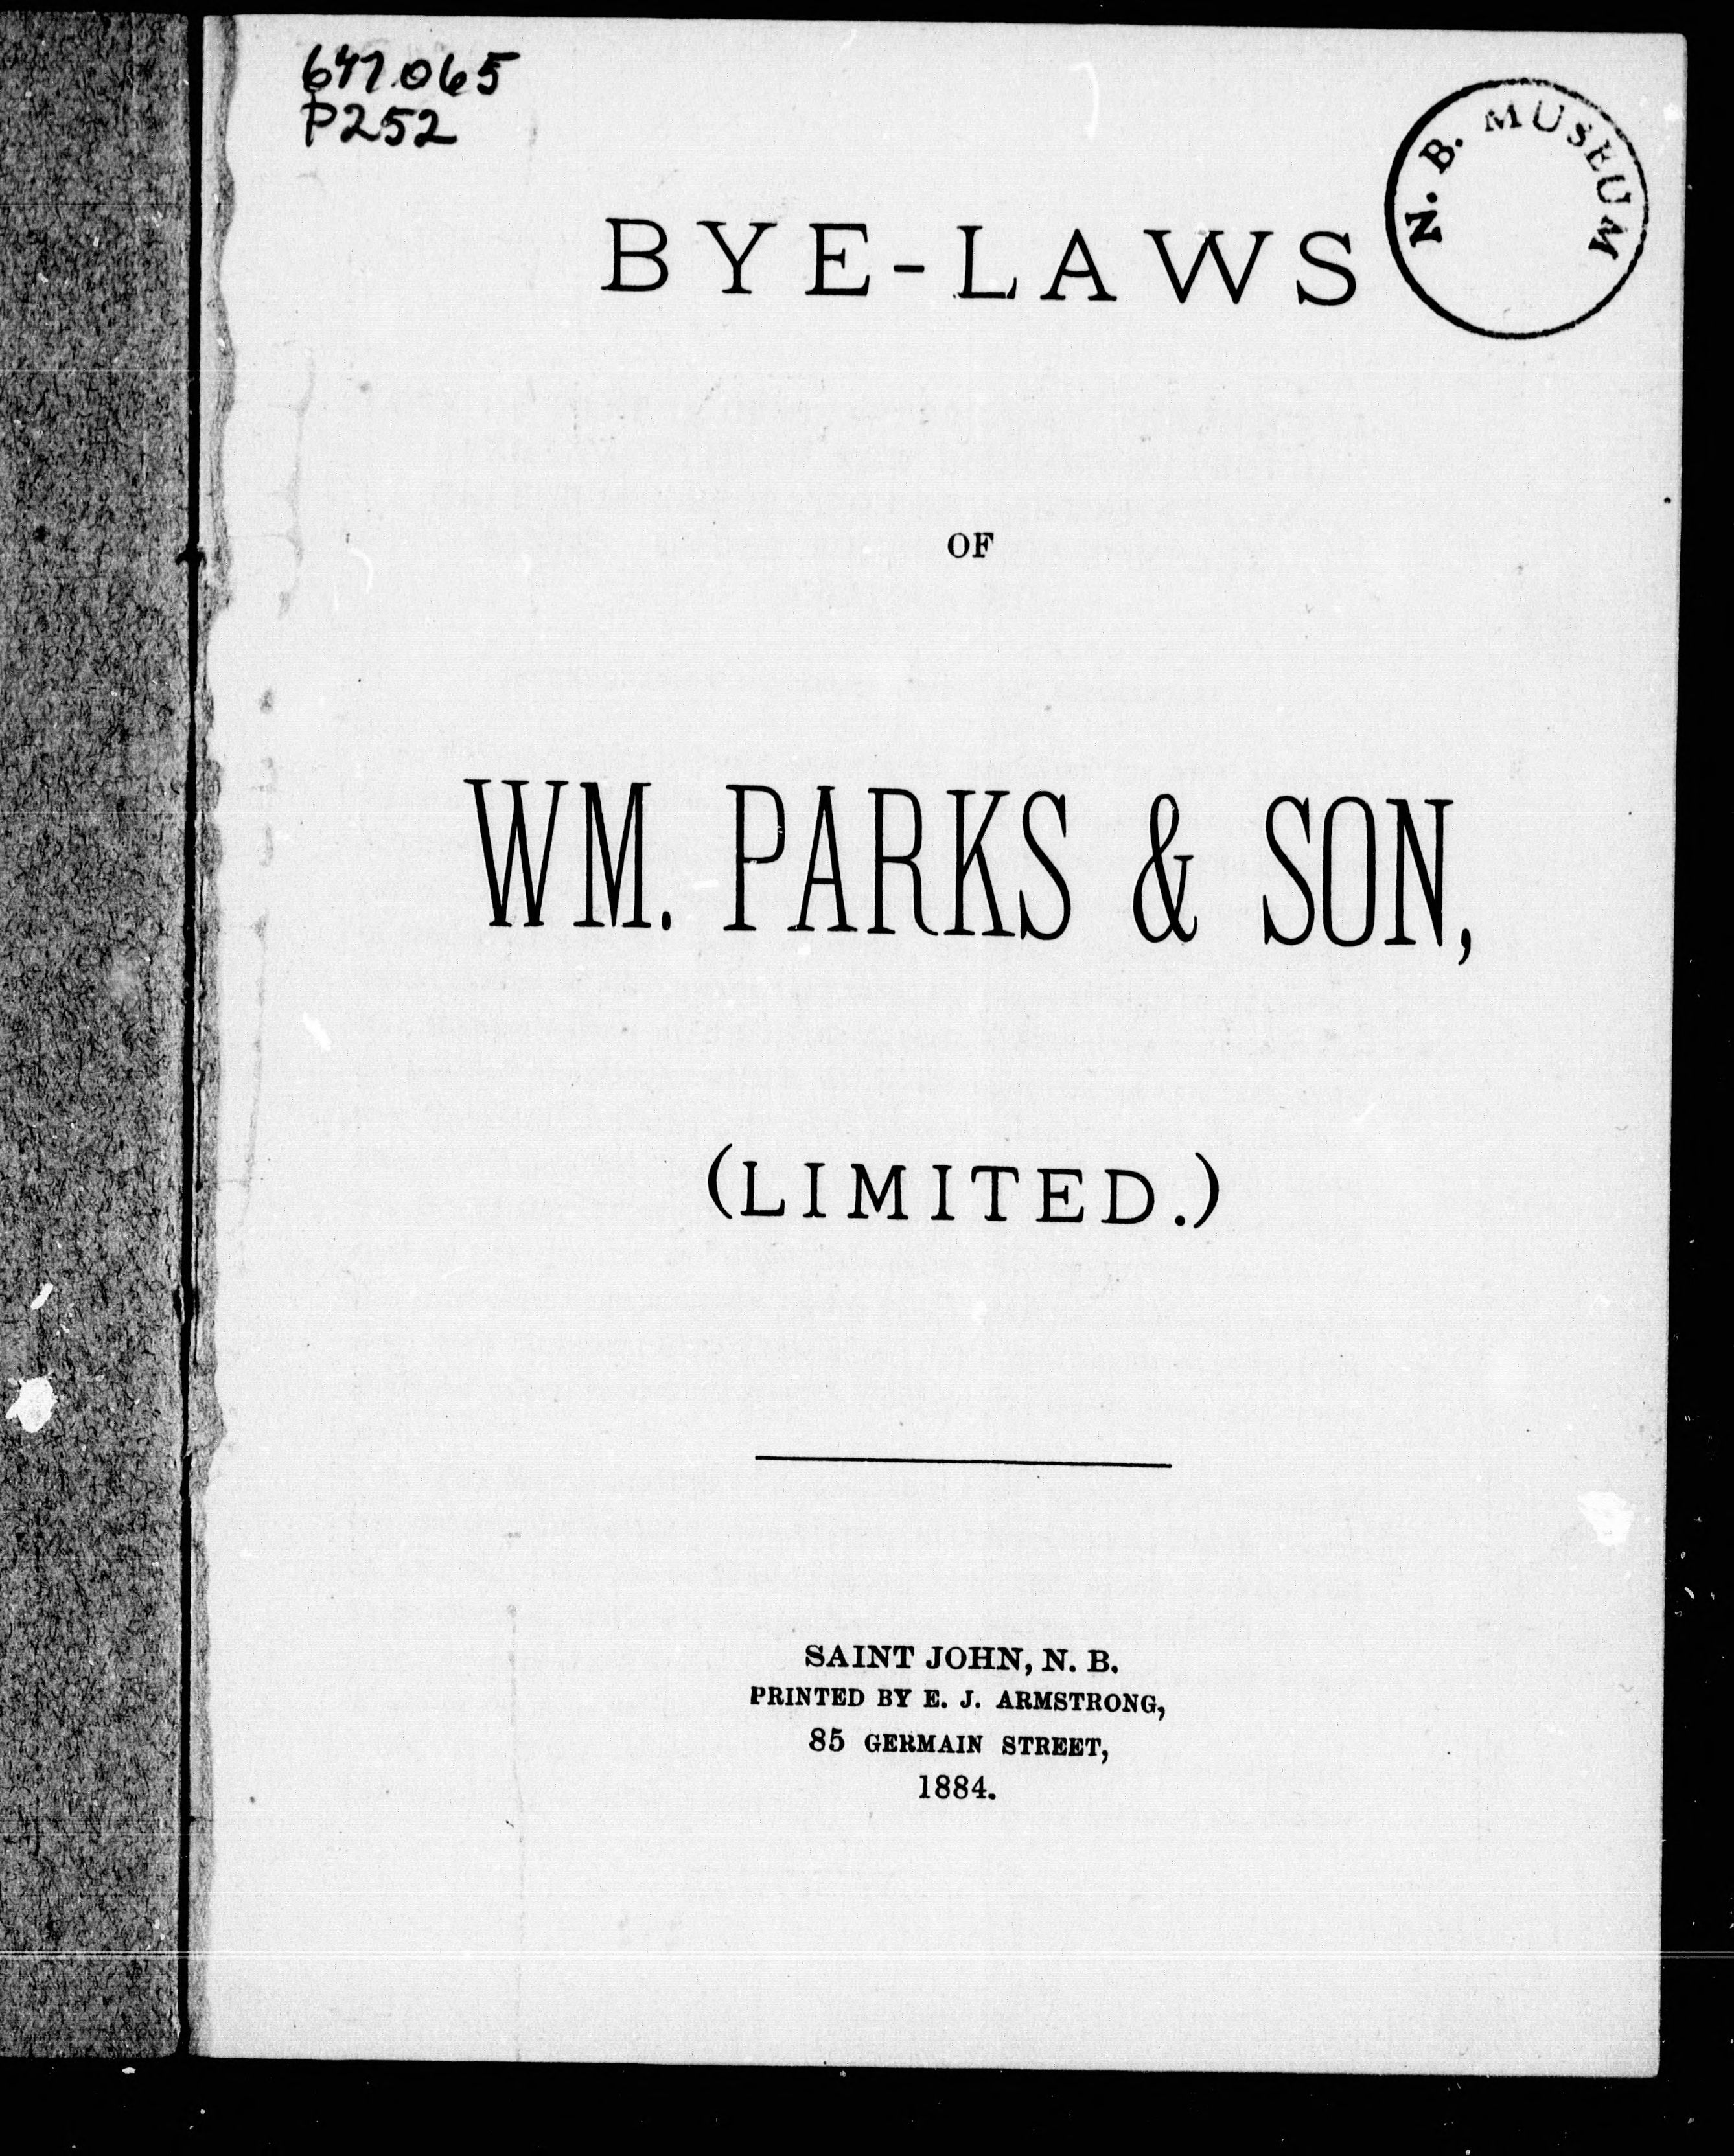 647.065
P252
N. B. MUSEUM
BYE-LAWS
OF
WM. PARKS & SON,
(LIMITED.)
SAINT JOHN, N. B.
PRINTED BY E. J. ARMSTRONG,
85 GERMAIN STREET,
1884.